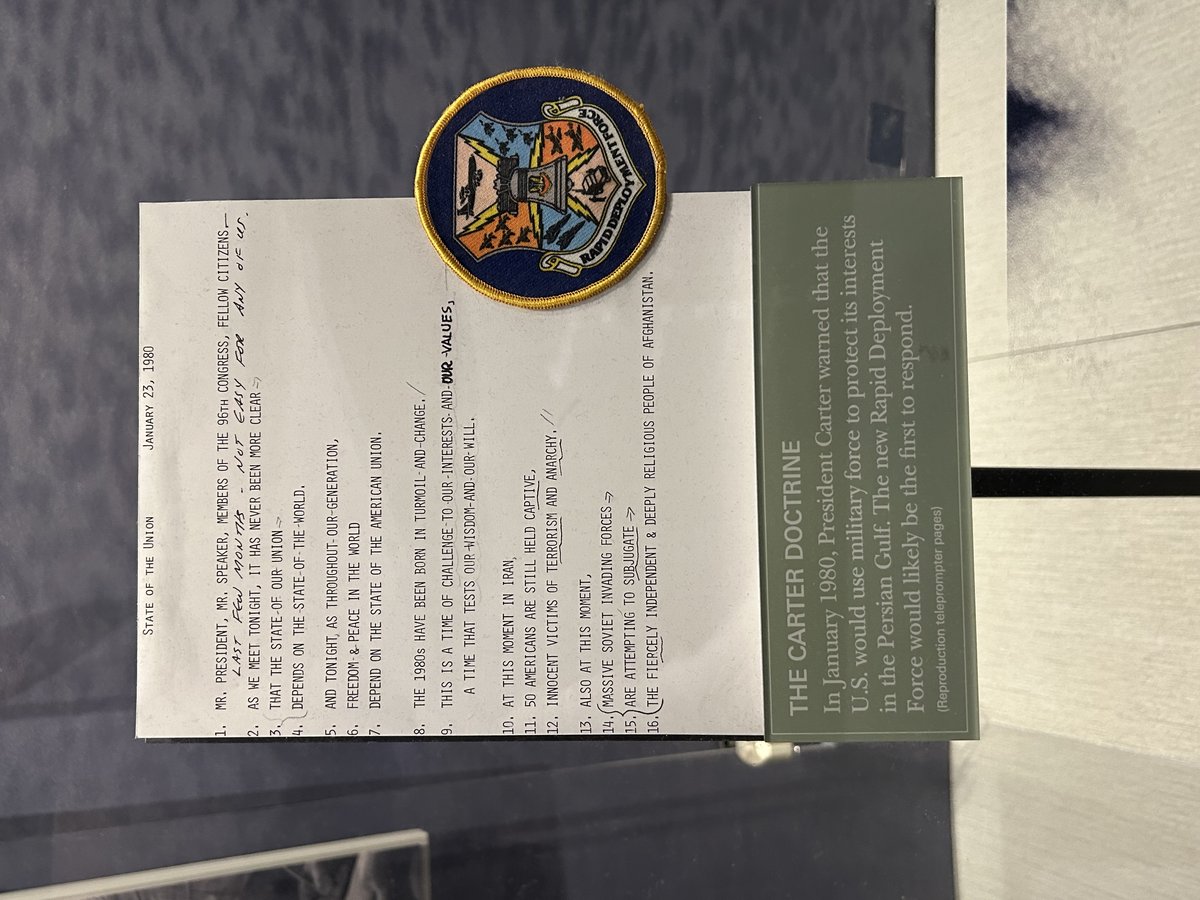 STATE OF THE UNION JANUARY 23, 1980
1. MR. PRESIDENT, MR. SPEAKER, MEMBERS OF THE 96TH CONGRESS, FELLOW CITIZENS—
LAST FEW MONTHS - NOT EASY FOR ANY OF US.
2. AS WE MEET TONIGHT, IT HAS NEVER BEEN MORE CLEAR
3. THAT THE STATE-OF OUR UNION
4. DEPENDS ON THE-STATE-OF-THE-WORLD.
5. AND TONIGHT, AS THROUGHOUT-OUR-GENERATION,
6. FREEDOM-&-PEACE IN THE WORLD
7. DEPEND ON THE STATE OF THE AMERICAN UNION.
8. THE 1980s HAVE BEEN BORN IN TURMOIL-AND-CHANGE./
9. THIS IS A TIME OF CHALLENGE-TO-OUR-INTERESTS-AND-OUR-VALUES,
A TIME THAT TESTS OUR-WISDOM-AND-OUR-WILL.
10. AT THIS MOMENT IN IRAN,
11. 50 AMERICANS ARE STILL HELD CAPTIVE,
12. INNOCENT VICTIMS OF TERRORISM AND ANARCHY. //
13. ALSO AT THIS MOMENT,
14. MASSIVE SOVIET INVADING FORCES
15. ARE ATTEMPTING TO SUBJUGATE
16. THE FIERCELY INDEPENDENT & DEEPLY RELIGIOUS PEOPLE OF AFGHANISTAN.
RAPID DEPLOYMENT FORCE
THE CARTER DOCTRINE
In January 1980, President Carter warned that the
U.S. would use military force to protect its interests
in the Persian Gulf. The new Rapid Deployment
Force would likely be the first to respond.
(Reproduction teleprompter pages)